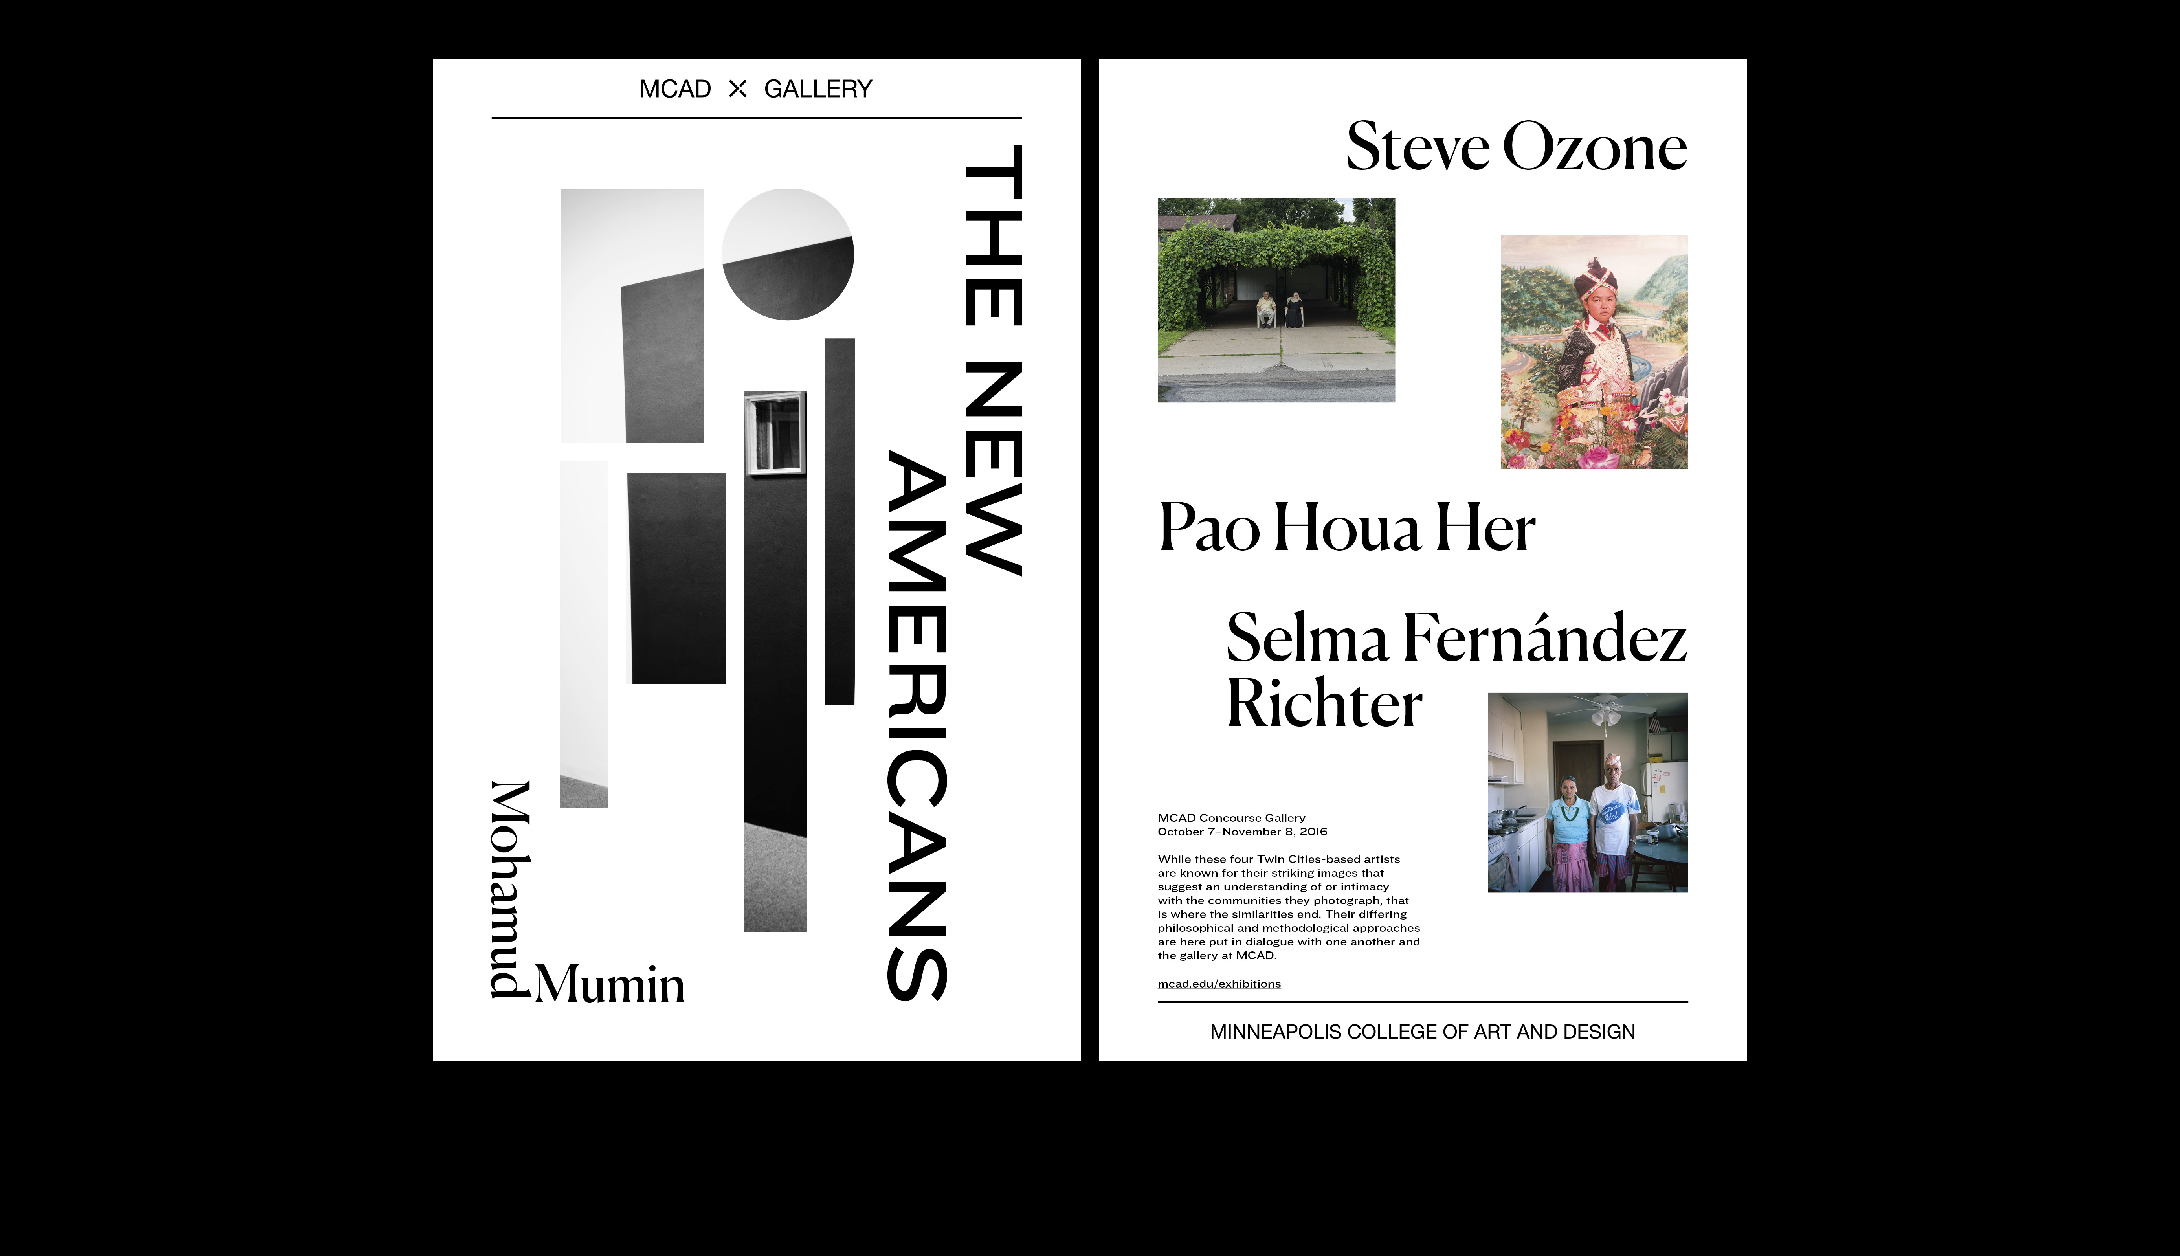 MCAD X GALLERY
THE NEW
AMERICANS
Mohamud
Mumin
Steve Ozone
Pao Houa Her
Selma Fernández
Richter
MCAD Concourse Gallery
October 7–November 8, 2016
While these four Twin Cities-based artists
are known for their striking images that
suggest an understanding of or intimacy
with the communities they photograph, that
is where the similarities end. Their differing
philosophical and methodological approaches
are here put in dialogue with one another and
the gallery at MCAD.
mcad.edu/exhibitions
MINNEAPOLIS COLLEGE OF ART AND DESIGN